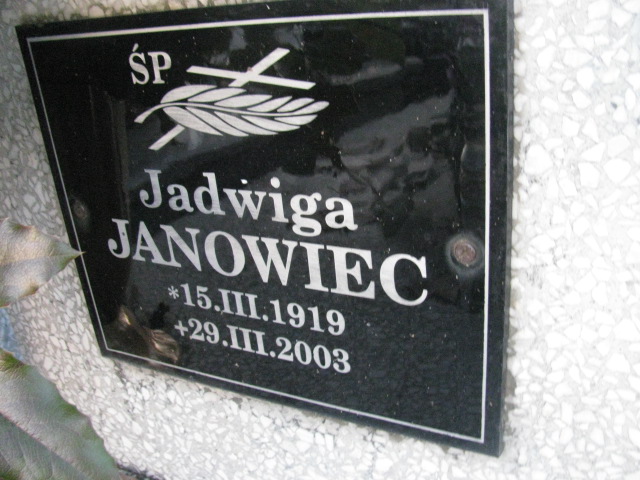 ŚP
Jadwiga
JANOWIEC
*15.III.1919
+29.III.2003